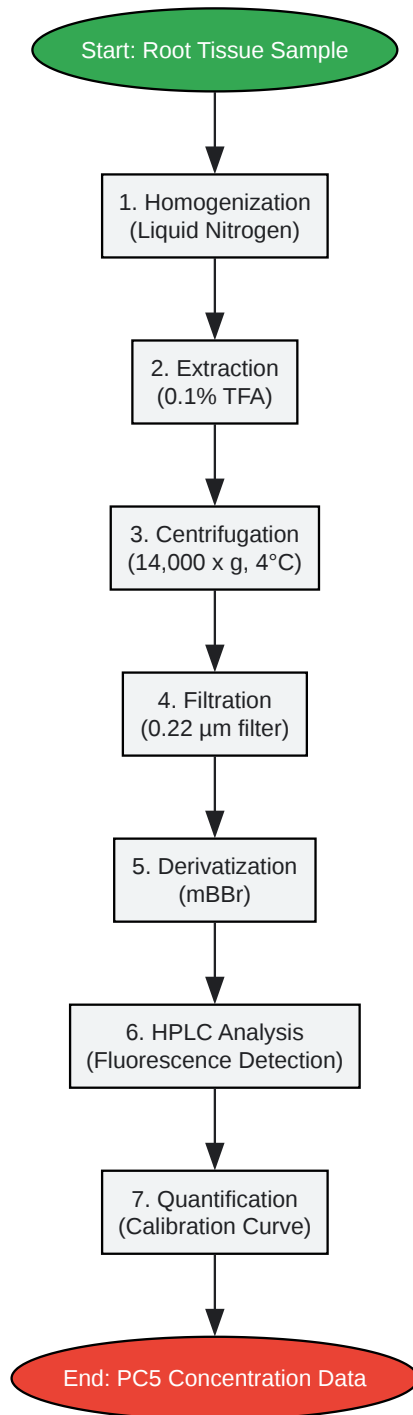 Start: Root Tissue Sample
1. Homogenization
(Liquid Nitrogen)
2. Extraction
(0.1% TFA)
3. Centrifugation
(14,000 x g, 4°C)
4. Filtration
(0.22 µm filter)
5. Derivatization
(mBBr)
6. HPLC Analysis
(Fluorescence Detection)
7. Quantification
(Calibration Curve)
End: PC5 Concentration Data